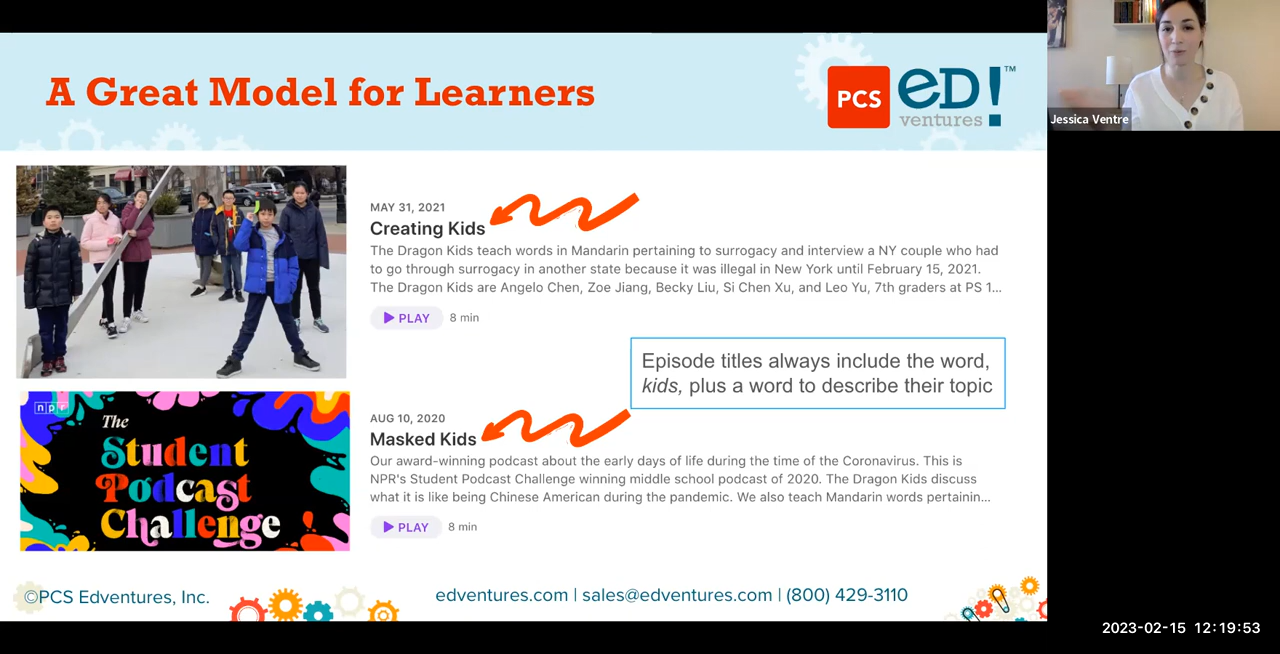 A Great Model for Learners
PCS
eD!™
ventures
Jessica Ventre
MAY 31, 2021
Creating Kids
The Dragon Kids teach words in Mandarin pertaining to surrogacy and interview a NY couple who had
to go through surrogacy in another state because it was illegal in New York until February 15, 2021.
The Dragon Kids are Angelo Chen, Zoe Jiang, Becky Liu, Si Chen Xu, and Leo Yu, 7th graders at PS 1...
PLAY 8 min
Episode titles always include the word,
kids, plus a word to describe their topic
npr
The
Student
Podcast
Challenge
AUG 10, 2020
Masked Kids
Our award-winning podcast about the early days of life during the time of the Coronavirus. This is
NPR's Student Podcast Challenge winning middle school podcast of 2020. The Dragon Kids discuss
what it is like being Chinese American during the pandemic. We also teach Mandarin words pertainin...
PLAY 8 min
©PCS Edventures, Inc.
edventures.com | sales@edventures.com | (800) 429-3110
2023-02-15 12:19:53